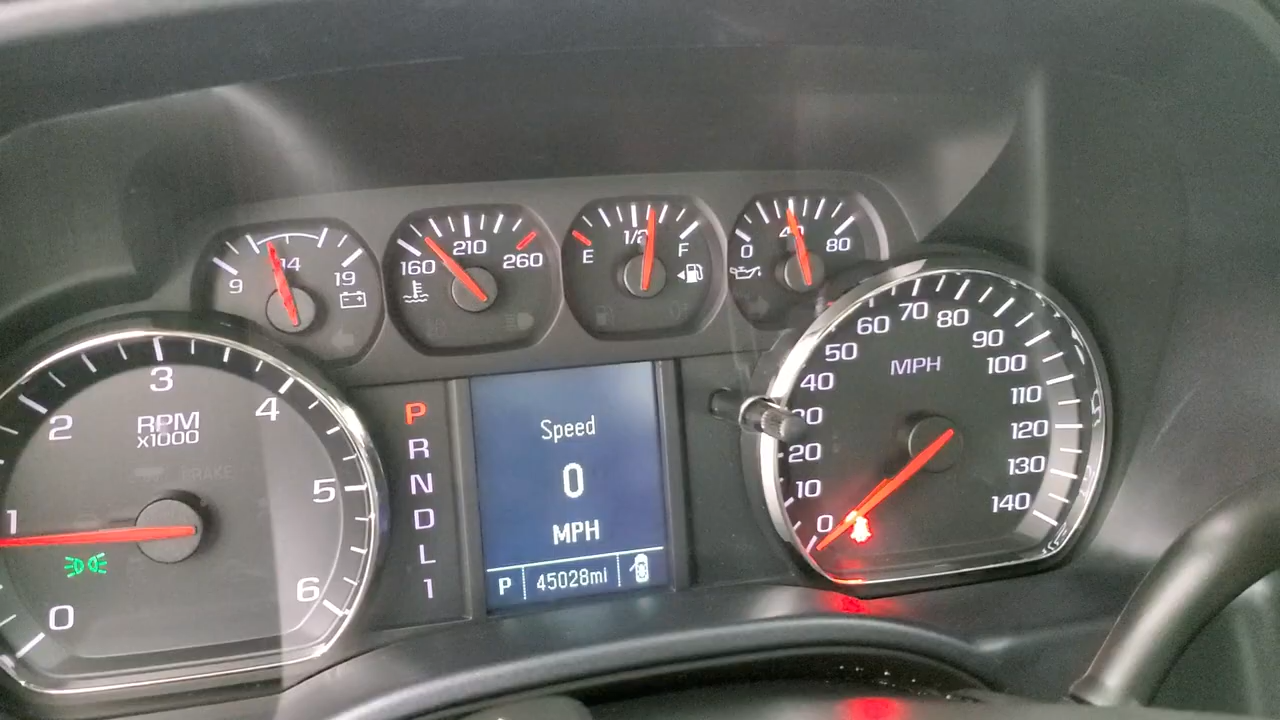 9 14 19
160 210 260
E 1/2 F
0 40 80
0 1 2 3 4 5 6
RPM
X1000
BRAKE
P
R
N
D
L
1
Speed
0
MPH
P 45028mi
MPH
0 10 20 30 40 50 60 70 80 90 100 110 120 130 140